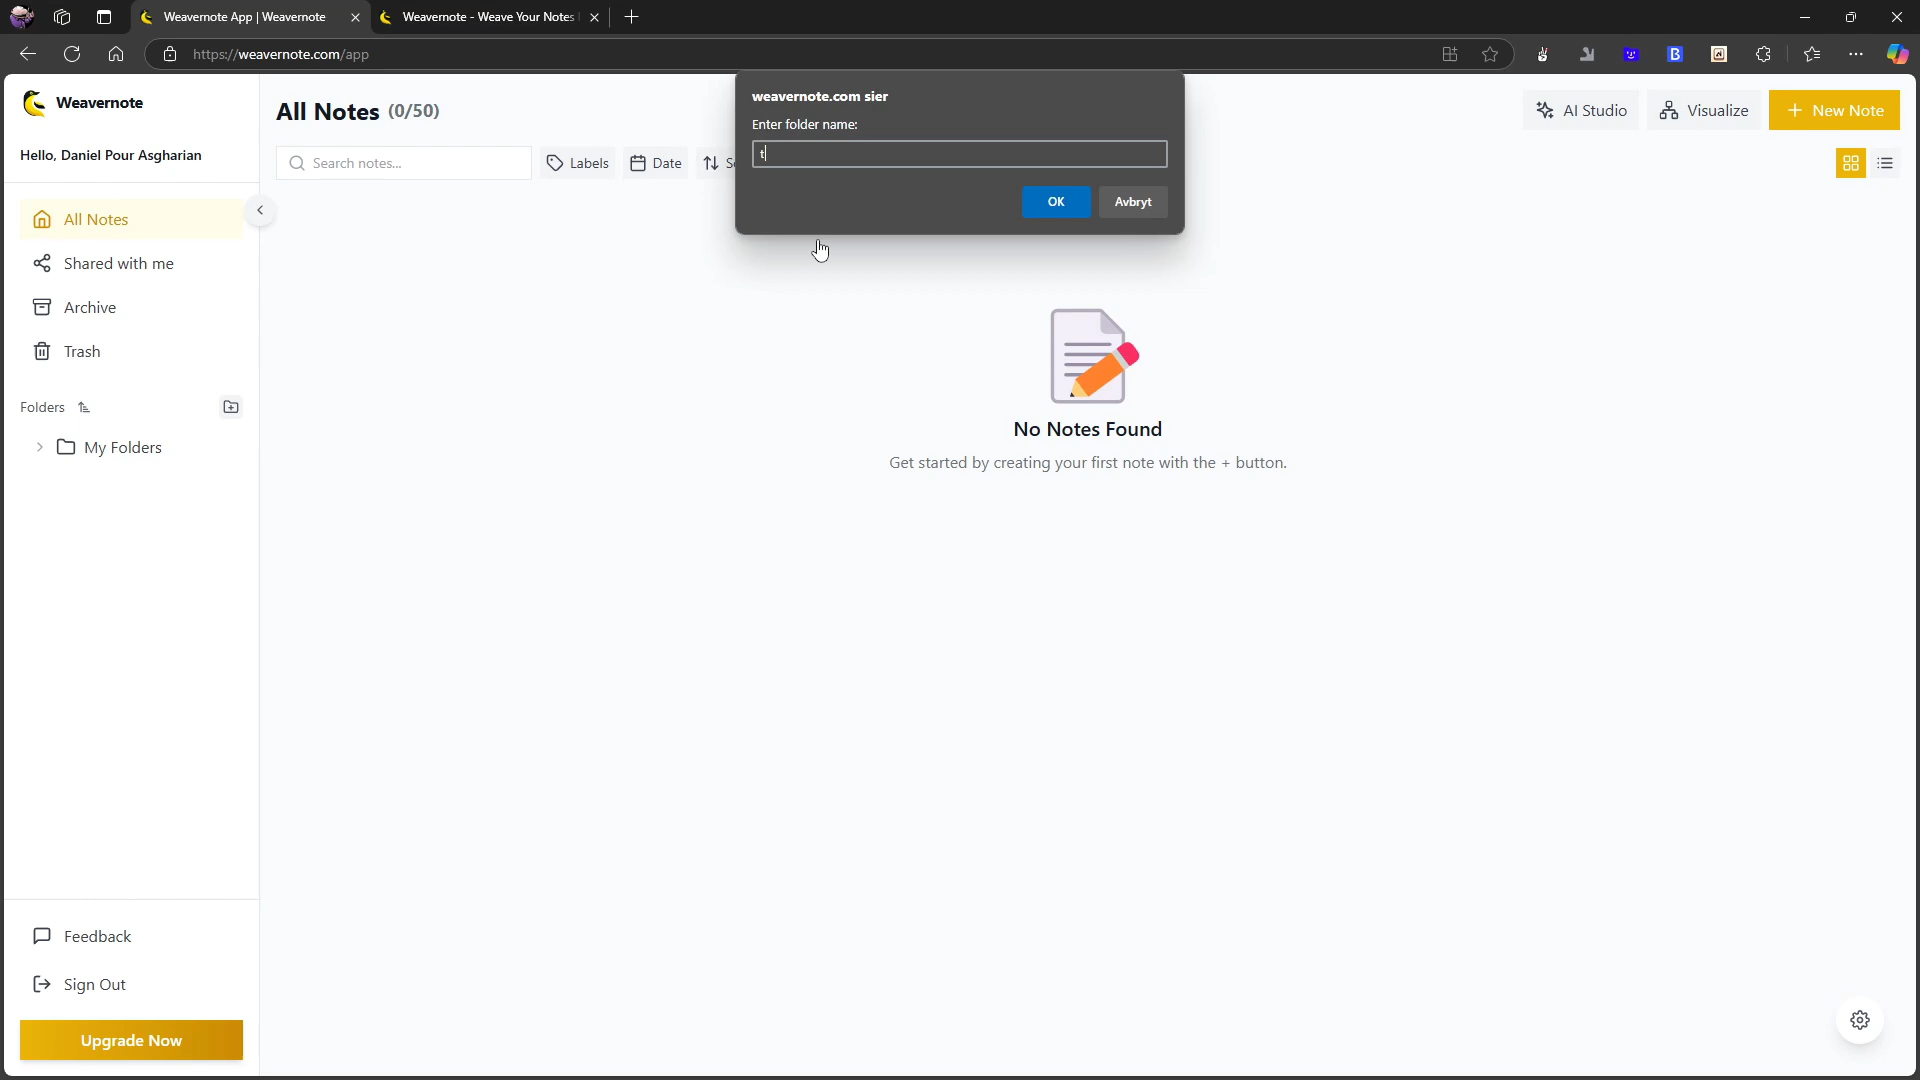 Weavernote App | Weavernote
Weavernote - Weave Your Notes
https://weavernote.com/app
Weavernote
Hello, Daniel Pour Asgharian
All Notes
Shared with me
Archive
Trash
Folders
My Folders
Feedback
Sign Out
Upgrade Now
All Notes (0/50)
AI Studio
Visualize
+ New Note
Search notes...
Labels
Date
weavernote.com sier
Enter folder name:
t
OK
Avbryt
No Notes Found
Get started by creating your first note with the + button.